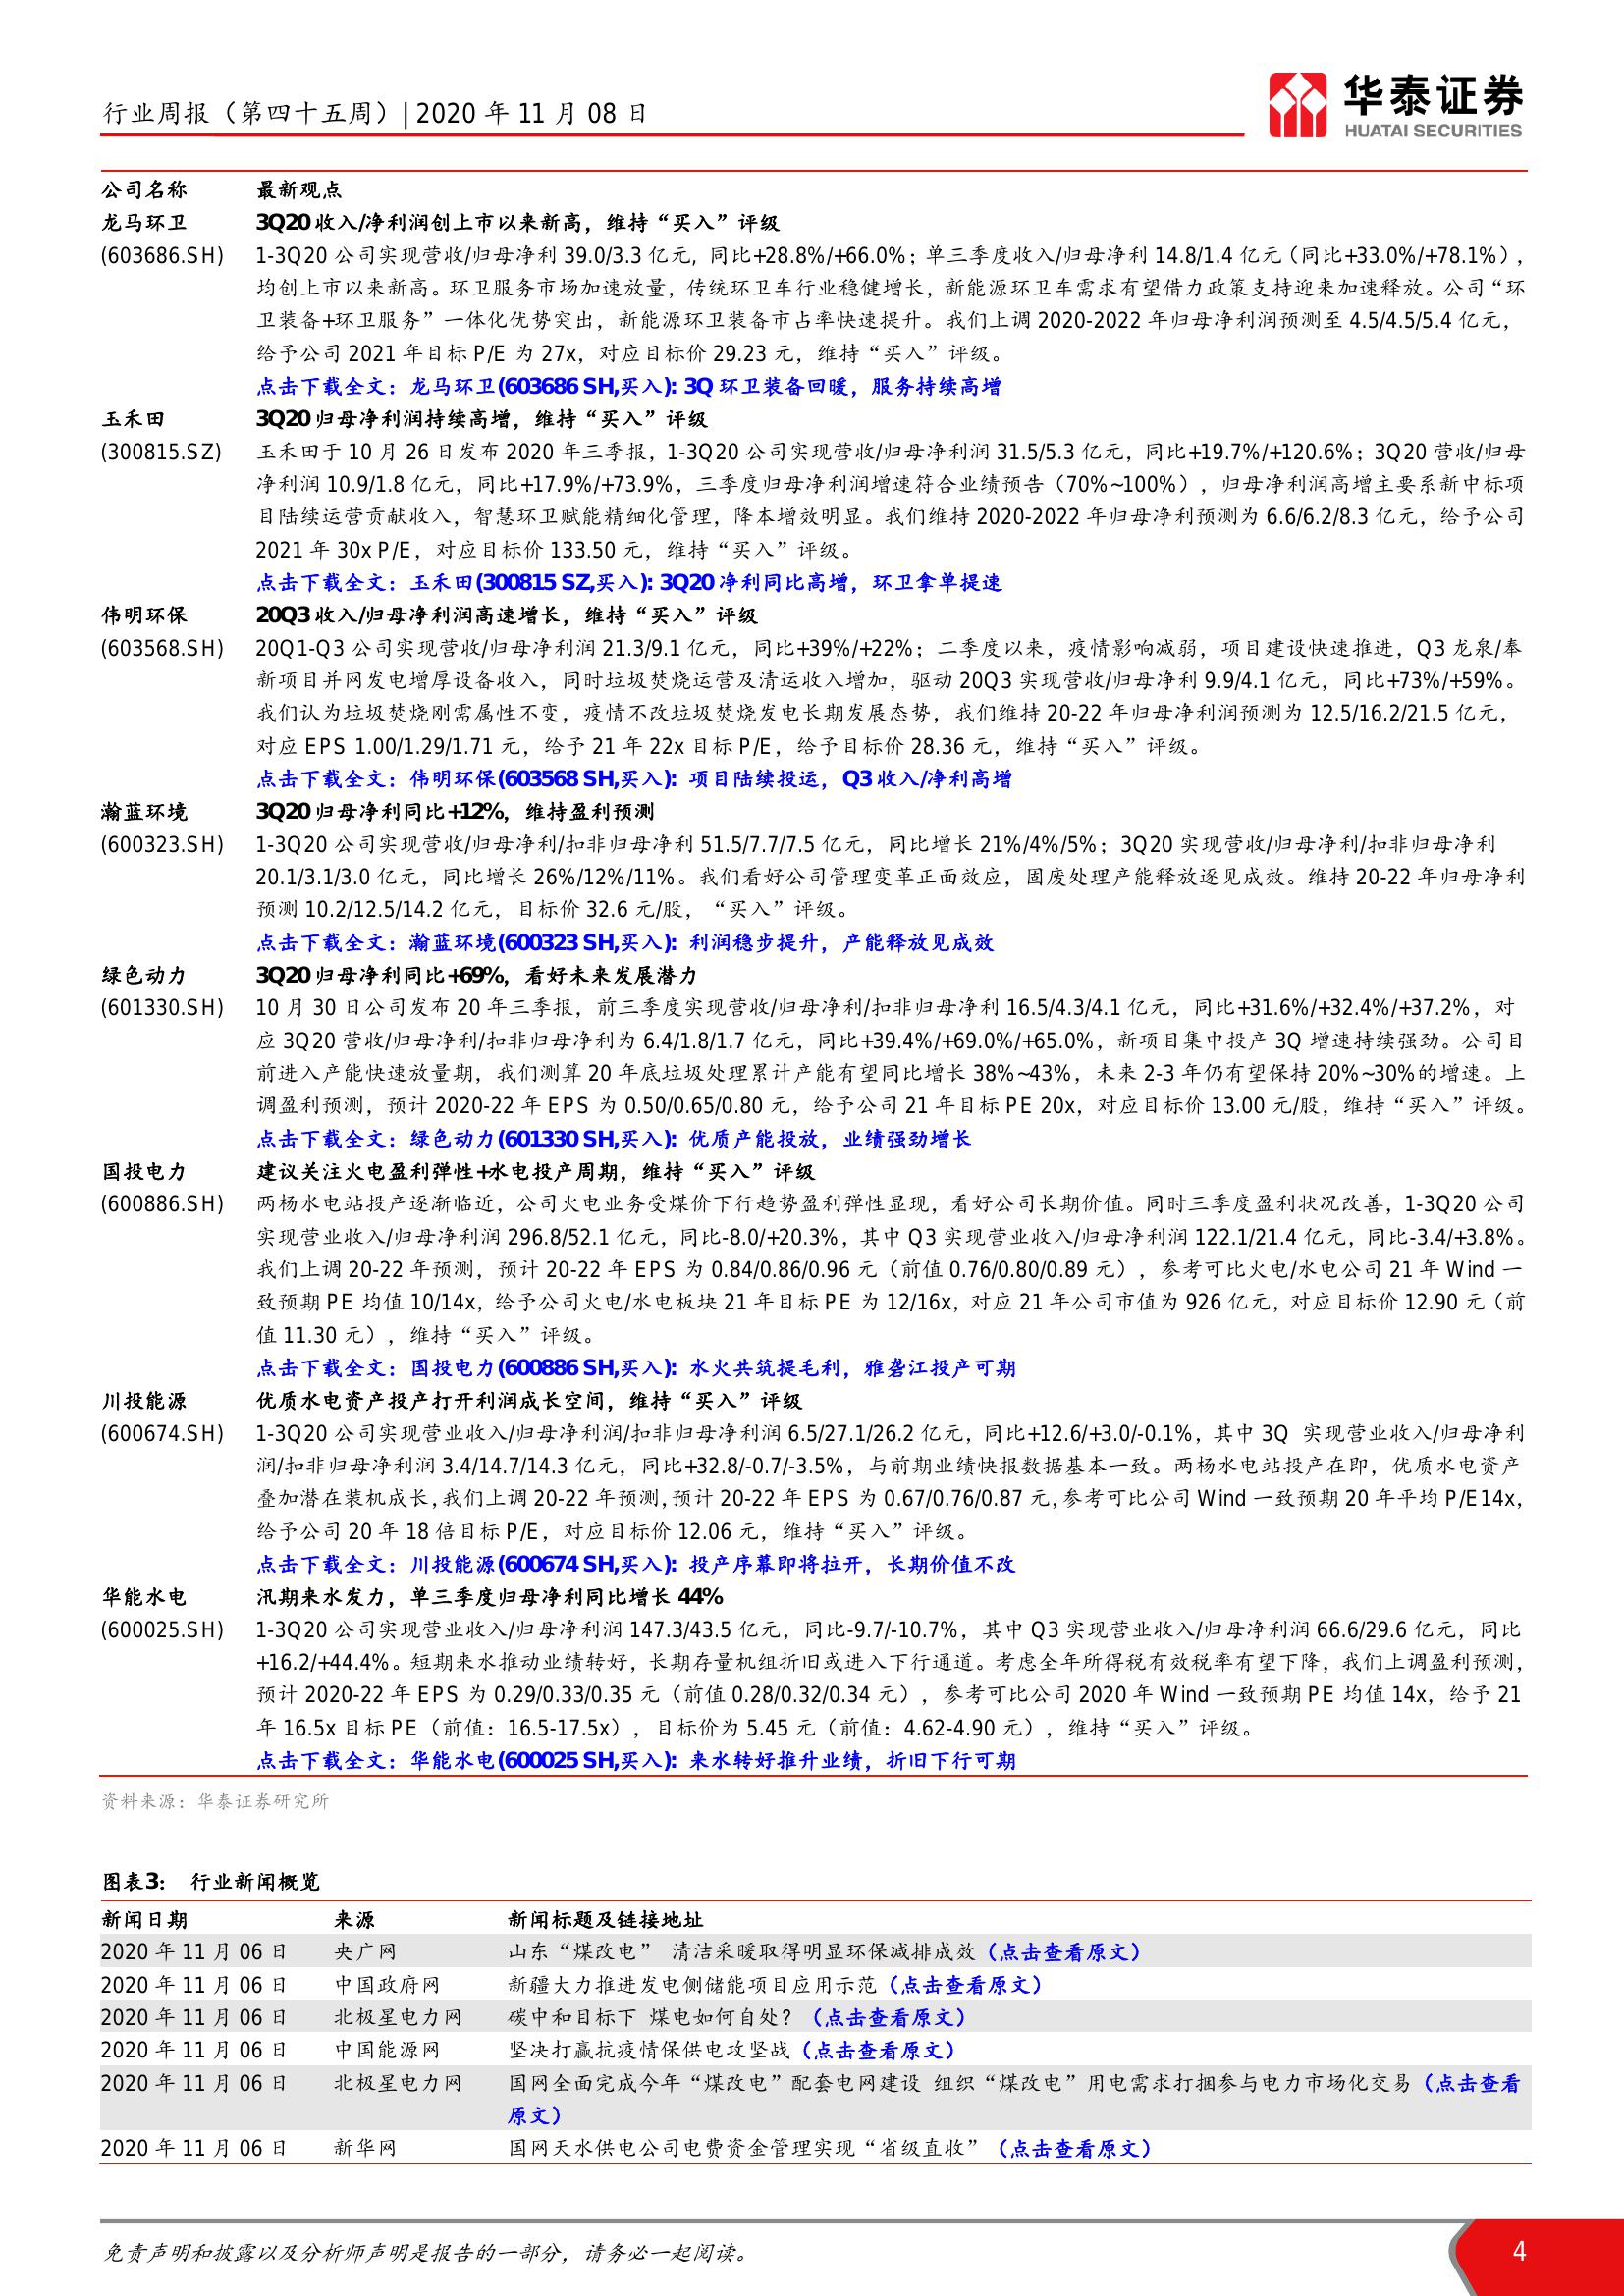 行业周报（第四十五周）| 2020 年 11 月 08 日
华泰证券
HUATAI SECURITIES
公司名称 最新观点
龙马环卫 3Q20 收入/净利润创上市以来新高，维持“买入”评级
(603686.SH) 1-3Q20 公司实现营收/归母净利 39.0/3.3 亿元，同比+28.8%/+66.0%；单三季度收入/归母净利 14.8/1.4 亿元（同比+33.0%/+78.1%），
均创上市以来新高。环卫服务市场加速放量，传统环卫车行业稳健增长，新能源环卫车需求有望借力政策支持迎来加速释放。公司“环
卫装备+环卫服务”一体化优势突出，新能源环卫装备市占率快速提升。我们上调 2020-2022 年归母净利润预测至 4.5/4.5/5.4 亿元，
给予公司 2021 年目标 P/E 为 27x，对应目标价 29.23 元，维持“买入”评级。
点击下载全文：龙马环卫(603686 SH,买入): 3Q 环卫装备回暖，服务持续高增
玉禾田 3Q20 归母净利润持续高增，维持“买入”评级
(300815.SZ) 玉禾田于 10 月 26 日发布 2020 年三季报，1-3Q20 公司实现营收/归母净利润 31.5/5.3 亿元，同比+19.7%/+120.6%；3Q20 营收/归母
净利润 10.9/1.8 亿元，同比+17.9%/+73.9%，三季度归母净利润增速符合业绩预告（70%~100%），归母净利润高增主要系新中标项
目陆续运营贡献收入，智慧环卫赋能精细化管理，降本增效明显。我们维持 2020-2022 年归母净利预测为 6.6/6.2/8.3 亿元，给予公司
2021 年 30x P/E，对应目标价 133.50 元，维持“买入”评级。
点击下载全文：玉禾田(300815 SZ,买入): 3Q20 净利同比高增，环卫拿单提速
伟明环保 20Q3 收入/归母净利润高速增长，维持“买入”评级
(603568.SH) 20Q1-Q3 公司实现营收/归母净利润 21.3/9.1 亿元，同比+39%/+22%；二季度以来，疫情影响减弱，项目建设快速推进，Q3 龙泉/奉
新项目并网发电增厚设备收入，同时垃圾焚烧运营及清运收入增加，驱动 20Q3 实现营收/归母净利 9.9/4.1 亿元，同比+73%/+59%。
我们认为垃圾焚烧刚需属性不变，疫情不改垃圾焚烧发电长期发展态势，我们维持 20-22 年归母净利润预测为 12.5/16.2/21.5 亿元，
对应 EPS 1.00/1.29/1.71 元，给予 21 年 22x 目标 P/E，给予目标价 28.36 元，维持“买入”评级。
点击下载全文：伟明环保(603568 SH,买入): 项目陆续投运，Q3 收入/净利高增
瀚蓝环境 3Q20 归母净利同比+12%，维持盈利预测
(600323.SH) 1-3Q20 公司实现营收/归母净利/扣非归母净利 51.5/7.7/7.5 亿元，同比增长 21%/4%/5%；3Q20 实现营收/归母净利/扣非归母净利
20.1/3.1/3.0 亿元，同比增长 26%/12%/11%。我们看好公司管理变革正面效应，固废处理产能释放逐见成效。维持 20-22 年归母净利
预测 10.2/12.5/14.2 亿元，目标价 32.6 元/股，“买入”评级。
点击下载全文：瀚蓝环境(600323 SH,买入): 利润稳步提升，产能释放见成效
绿色动力 3Q20 归母净利同比+69%，看好未来发展潜力
(601330.SH) 10 月 30 日公司发布 20 年三季报，前三季度实现营收/归母净利/扣非归母净利 16.5/4.3/4.1 亿元，同比+31.6%/+32.4%/+37.2%，对
应 3Q20 营收/归母净利/扣非归母净利为 6.4/1.8/1.7 亿元，同比+39.4%/+69.0%/+65.0%，新项目集中投产 3Q 增速持续强劲。公司目
前进入产能快速放量期，我们测算 20 年底垃圾处理累计产能有望同比增长 38%~43%，未来 2-3 年仍有望保持 20%~30%的增速。上
调盈利预测，预计 2020-22 年 EPS 为 0.50/0.65/0.80 元，给予公司 21 年目标 PE 20x，对应目标价 13.00 元/股，维持“买入”评级。
点击下载全文：绿色动力(601330 SH,买入): 优质产能投放，业绩强劲增长
国投电力 建议关注火电盈利弹性+水电投产周期，维持“买入”评级
(600886.SH) 两杨水电站投产逐渐临近，公司火电业务受煤价下行趋势盈利弹性显现，看好公司长期价值。同时三季度盈利状况改善，1-3Q20 公司
实现营业收入/归母净利润 296.8/52.1 亿元，同比-8.0/+20.3%，其中 Q3 实现营业收入/归母净利润 122.1/21.4 亿元，同比-3.4/+3.8%。
我们上调 20-22 年预测，预计 20-22 年 EPS 为 0.84/0.86/0.96 元（前值 0.76/0.80/0.89 元），参考可比火电/水电公司 21 年 Wind 一
致预期 PE 均值 10/14x，给予公司火电/水电板块 21 年目标 PE 为 12/16x，对应 21 年公司市值为 926 亿元，对应目标价 12.90 元（前
值 11.30 元），维持“买入”评级。
点击下载全文：国投电力(600886 SH,买入): 水火共筑提毛利，雅砻江投产可期
川投能源 优质水电资产投产打开利润成长空间，维持“买入”评级
(600674.SH) 1-3Q20 公司实现营业收入/归母净利润/扣非归母净利润 6.5/27.1/26.2 亿元，同比+12.6/+3.0/-0.1%，其中 3Q 实现营业收入/归母净利
润/扣非归母净利润 3.4/14.7/14.3 亿元，同比+32.8/-0.7/-3.5%，与前期业绩快报数据基本一致。两杨水电站投产在即，优质水电资产
叠加潜在装机成长，我们上调 20-22 年预测，预计 20-22 年 EPS 为 0.67/0.76/0.87 元，参考可比公司 Wind 一致预期 20 年平均 P/E14x，
给予公司 20 年 18 倍目标 P/E，对应目标价 12.06 元，维持“买入”评级。
点击下载全文：川投能源(600674 SH,买入): 投产序幕即将拉开，长期价值不改
华能水电 汛期来水发力，单三季度归母净利同比增长 44%
(600025.SH) 1-3Q20 公司实现营业收入/归母净利润 147.3/43.5 亿元，同比-9.7/-10.7%，其中 Q3 实现营业收入/归母净利润 66.6/29.6 亿元，同比
+16.2/+44.4%。短期来水推动业绩转好，长期存量机组折旧或进入下行通道。考虑全年所得税有效税率有望下降，我们上调盈利预测，
预计 2020-22 年 EPS 为 0.29/0.33/0.35 元（前值 0.28/0.32/0.34 元），参考可比公司 2020 年 Wind 一致预期 PE 均值 14x，给予 21
年 16.5x 目标 PE（前值：16.5-17.5x），目标价为 5.45 元（前值：4.62-4.90 元），维持“买入”评级。
点击下载全文：华能水电(600025 SH,买入): 来水转好推升业绩，折旧下行可期
资料来源：华泰证券研究所
图表3： 行业新闻概览
新闻日期 来源 新闻标题及链接地址
2020 年 11 月 06 日 央广网 山东“煤改电” 清洁采暖取得明显环保减排成效（点击查看原文）
2020 年 11 月 06 日 中国政府网 新疆大力推进发电侧储能项目应用示范（点击查看原文）
2020 年 11 月 06 日 北极星电力网 碳中和目标下 煤电如何自处？（点击查看原文）
2020 年 11 月 06 日 中国能源网 坚决打赢抗疫情保供电攻坚战（点击查看原文）
2020 年 11 月 06 日 北极星电力网 国网全面完成今年“煤改电”配套电网建设 组织“煤改电”用电需求打捆参与电力市场化交易（点击查看
原文）
2020 年 11 月 06 日 新华网 国网天水供电公司电费资金管理实现“省级直收”（点击查看原文）
免责声明和披露以及分析师声明是报告的一部分，请务必一起阅读。 4